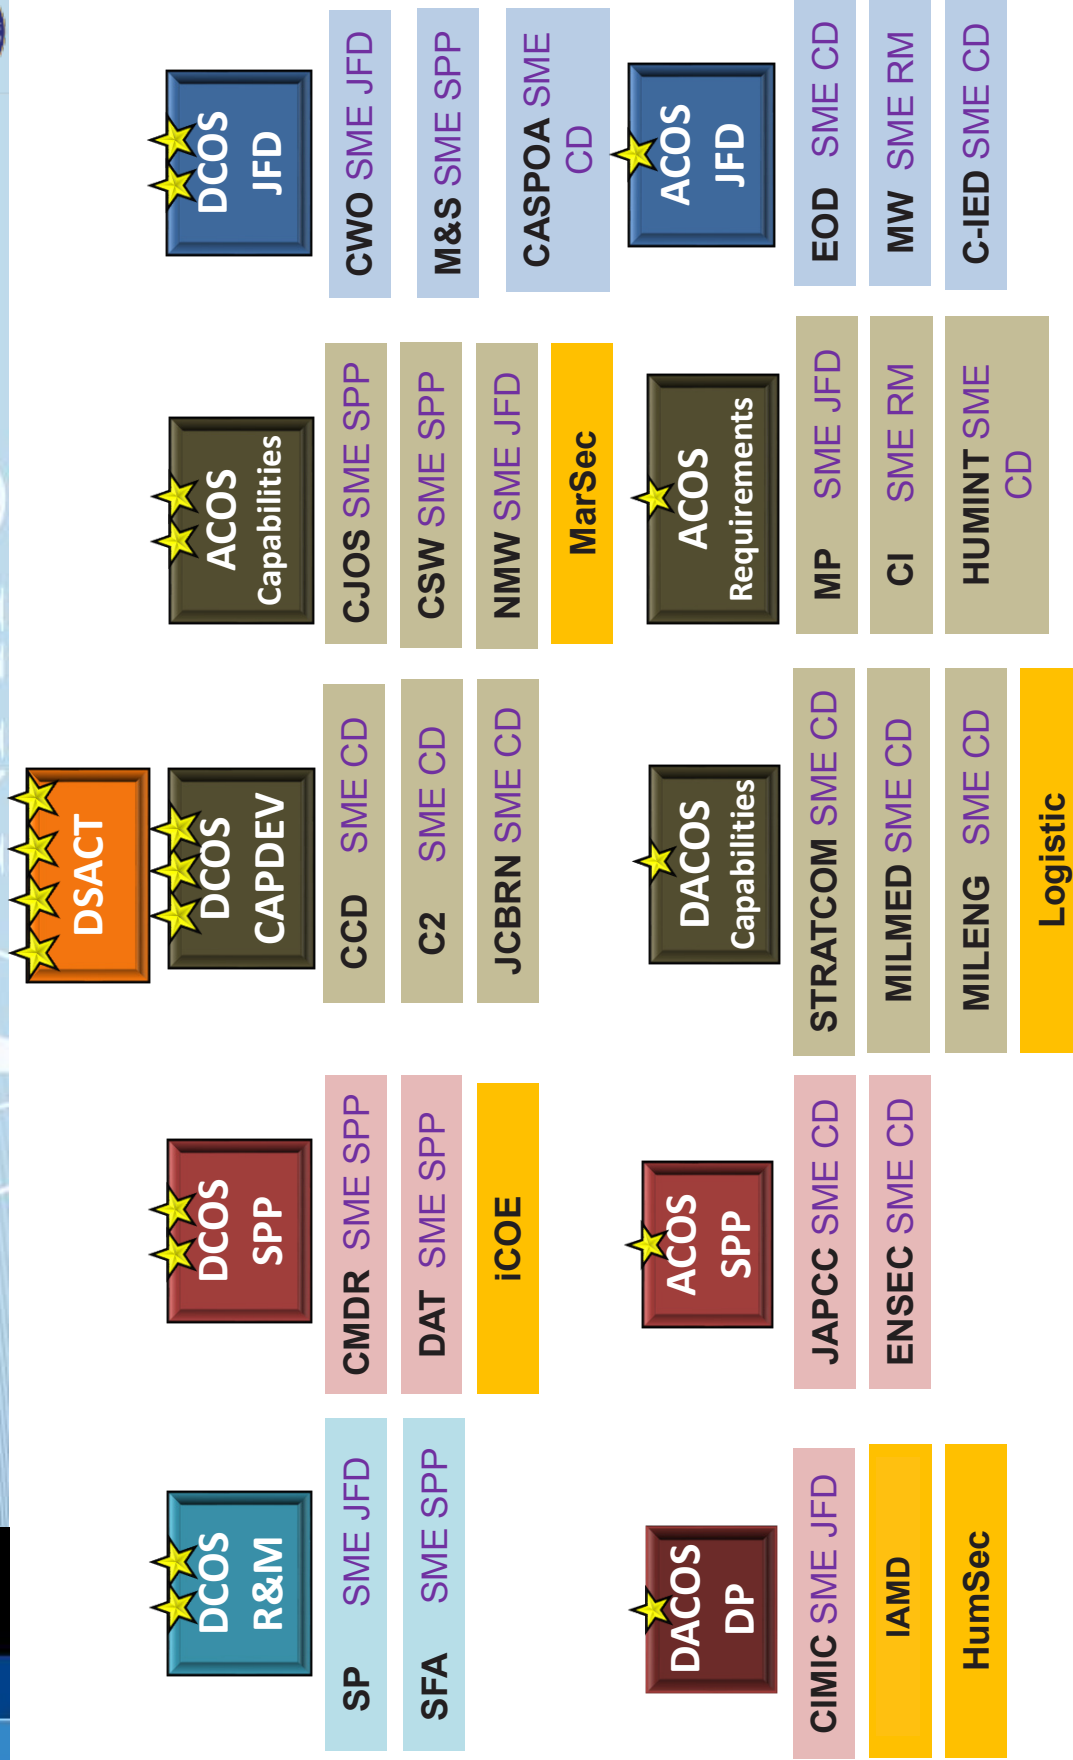 DSACT
DCOS
R&M
SP SME JFD
SFA SME SPP
DCOS
SPP
CMDR SME SPP
DAT SME SPP
iCOE
DCOS
CAPDEV
CCD SME CD
C2 SME CD
JCBRN SME CD
ACOS
Capabilities
CJOS SME SPP
CSW SME SPP
NMW SME JFD
MarSec
DCOS
JFD
CWO SME JFD
M&S SME SPP
CASPOA SME
CD
DACOS
DP
CIMIC SME JFD
IAMD
HumSec
ACOS
SPP
JAPCC SME CD
ENSEC SME CD
DACOS
Capabilities
STRATCOM SME CD
MILMED SME CD
MILENG SME CD
Logistic
ACOS
Requirements
MP SME JFD
CI SME RM
HUMINT SME
CD
ACOS
JFD
EOD SME CD
MW SME RM
C-IED SME CD